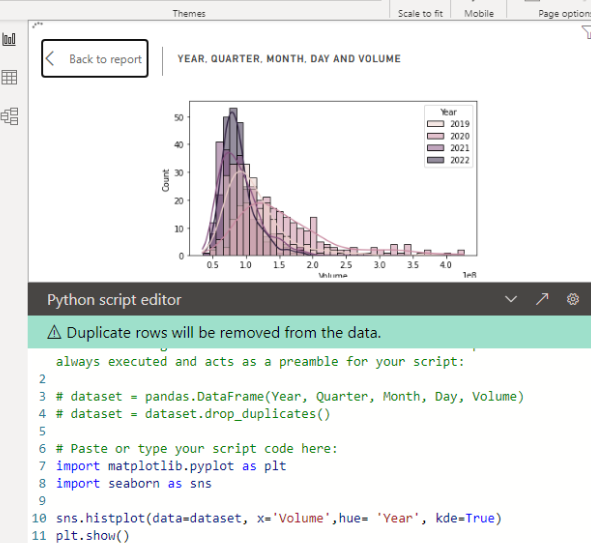 Themes
Scale to fit
Mobile
Page option
Back to report
YEAR, QUARTER, MONTH, DAY AND VOLUME
50
40
30
20
10
0
Count
Year
2019
2020
2021
2022
0.5 1.0 1.5 2.0 2.5 3.0 3.5 4.0
Volume
1e8
Python script editor
Duplicate rows will be removed from the data.
always executed and acts as a preamble for your script:
2
3 # dataset = pandas.DataFrame(Year, Quarter, Month, Day, Volume)
4 # dataset = dataset.drop_duplicates()
5
6 # Paste or type your script code here:
7 import matplotlib.pyplot as plt
8 import seaborn as sns
9
10 sns.histplot(data=dataset, x='Volume',hue= 'Year', kde=True)
11 plt.show()